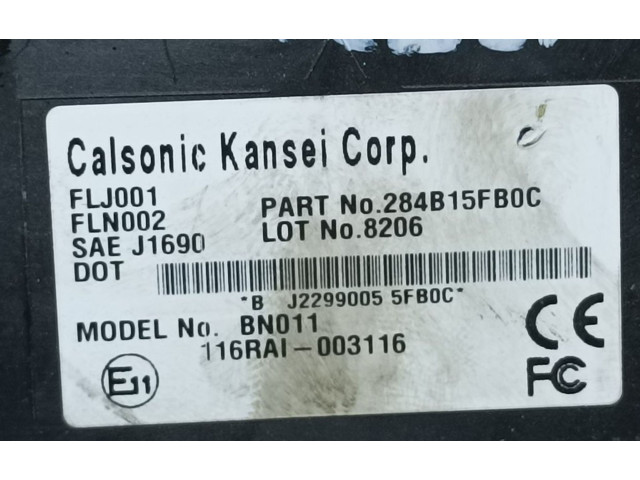 Calsonic Kansei Corp.
FLJ001
FLN002 PART No.284B15FB0C
SAE J1690 LOT No.8206
DOT
*B J2299005 5FB0C*
MODEL No. BN011
116RAI-003116
E11
CE
FC